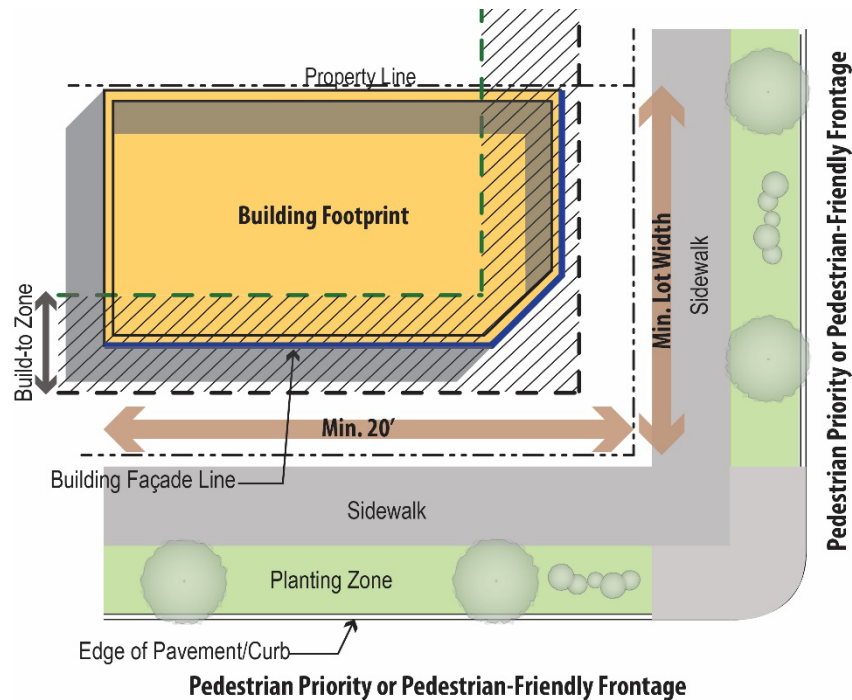 Property Line
Building Footprint
Build-to Zone
Min. Lot Width
Sidewalk
Pedestrian Priority or Pedestrian-Friendly Frontage
Min. 20′
Building Façade Line
Sidewalk
Planting Zone
Edge of Pavement/Curb
Pedestrian Priority or Pedestrian-Friendly Frontage